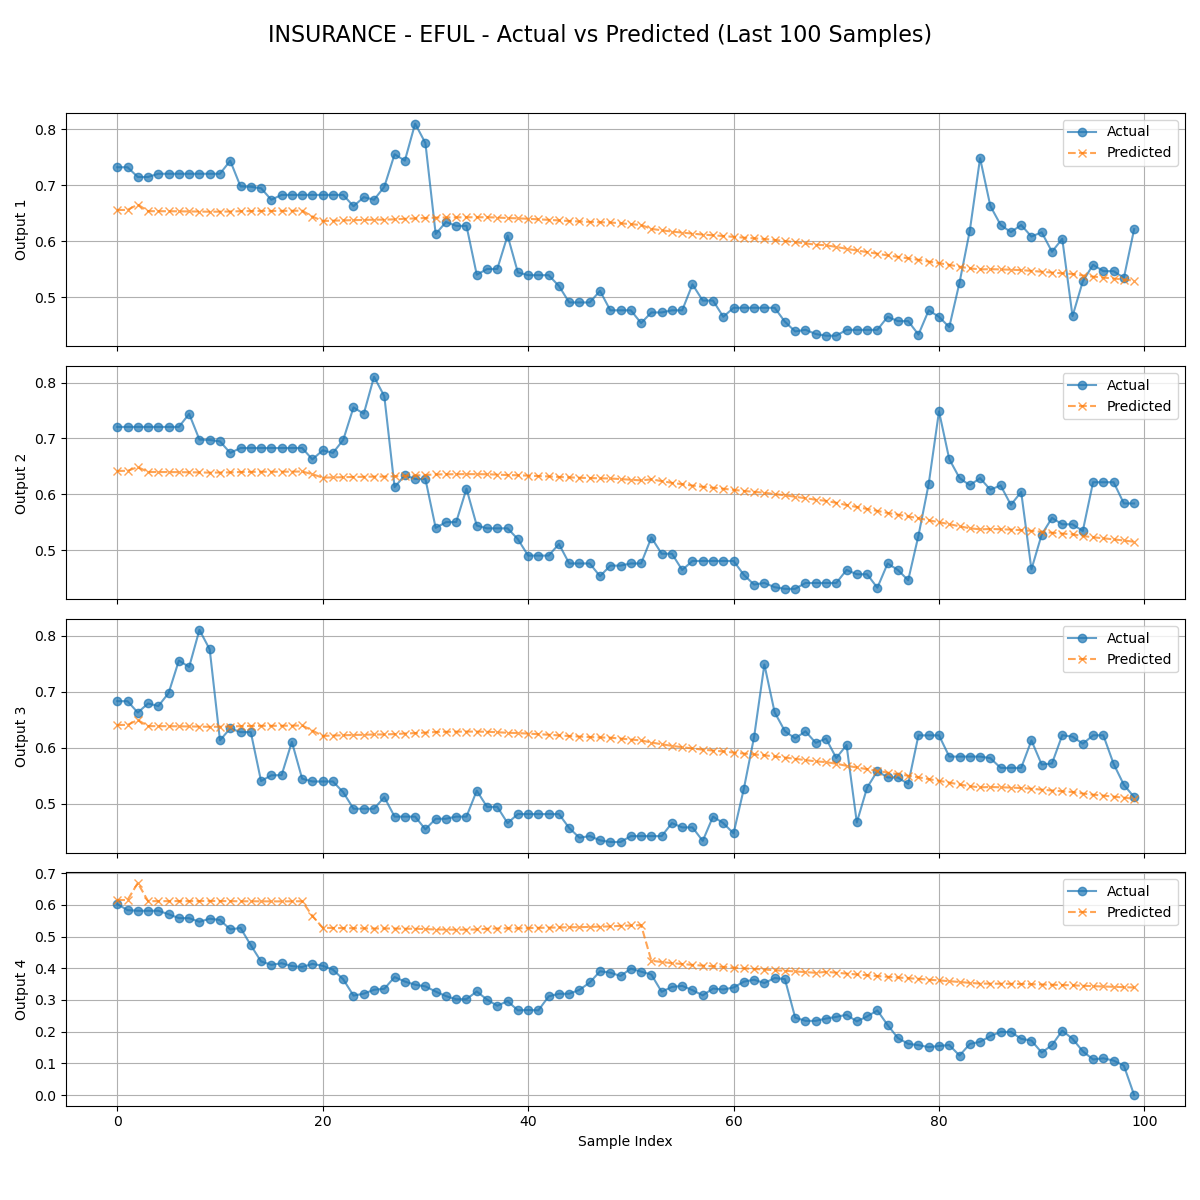 INSURANCE - EFUL - Actual vs Predicted (Last 100 Samples)
0.8
0.7
0.6
0.5
Output 1
Actual
Predicted
0.8
0.7
0.6
0.5
Output 2
Actual
Predicted
0.8
0.7
0.6
0.5
Output 3
Actual
Predicted
0.7
0.6
0.5
0.4
0.3
0.2
0.1
0.0
Output 4
Actual
Predicted
0 20 40 60 80 100
Sample Index